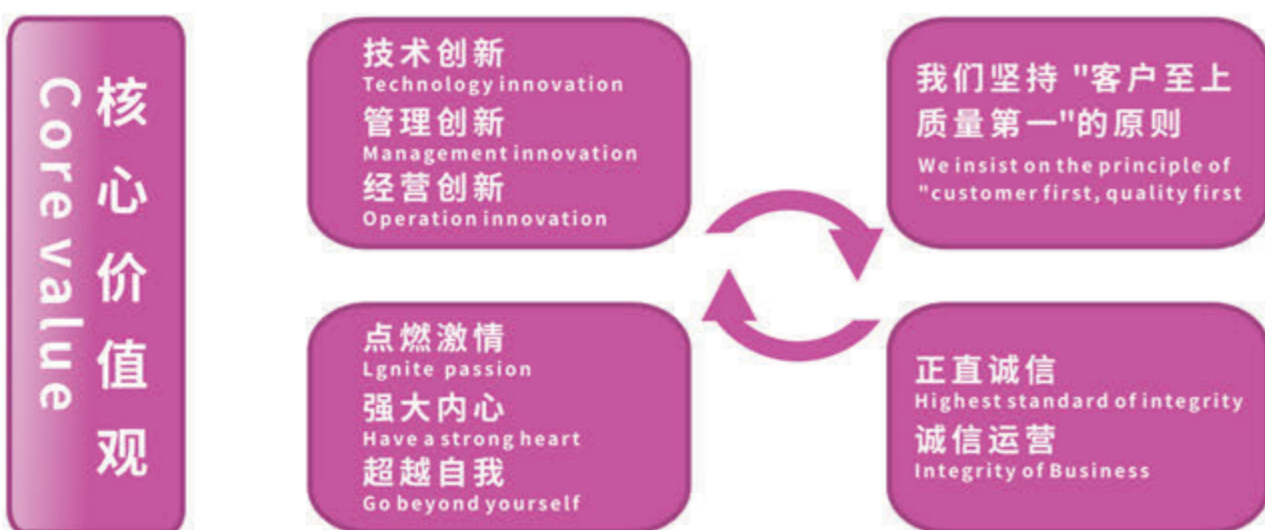 核心价值观
Core value
技术创新
Technology innovation
管理创新
Management innovation
经营创新
Operation innovation
我们坚持 "客户至上
质量第一"的原则
We insist on the principle of
"customer first, quality first
点燃激情
Lgnite passion
强大内心
Have a strong heart
超越自我
Go beyond yourself
正直诚信
Highest standard of integrity
诚信运营
Integrity of Business